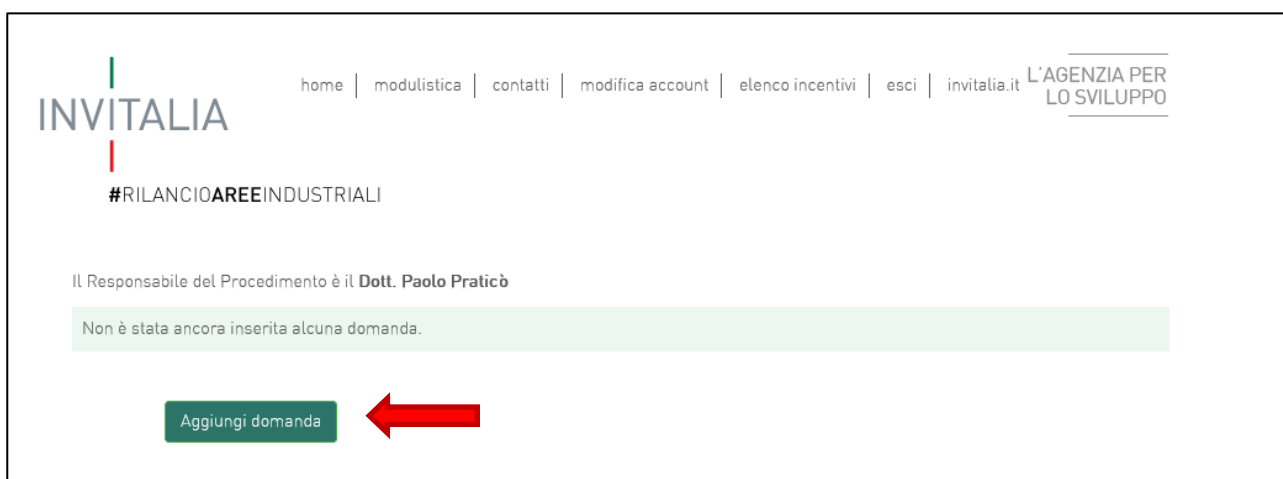 INVITALIA
home | modulistica | contatti | modifica account | elenco incentivi | esci | invitalia.it
L'AGENZIA PER
LO SVILUPPO
#RILANCIOAREEINDUSTRIALI
Il Responsabile del Procedimento è il Dott. Paolo Praticò
Non è stata ancora inserita alcuna domanda.
Aggiungi domanda